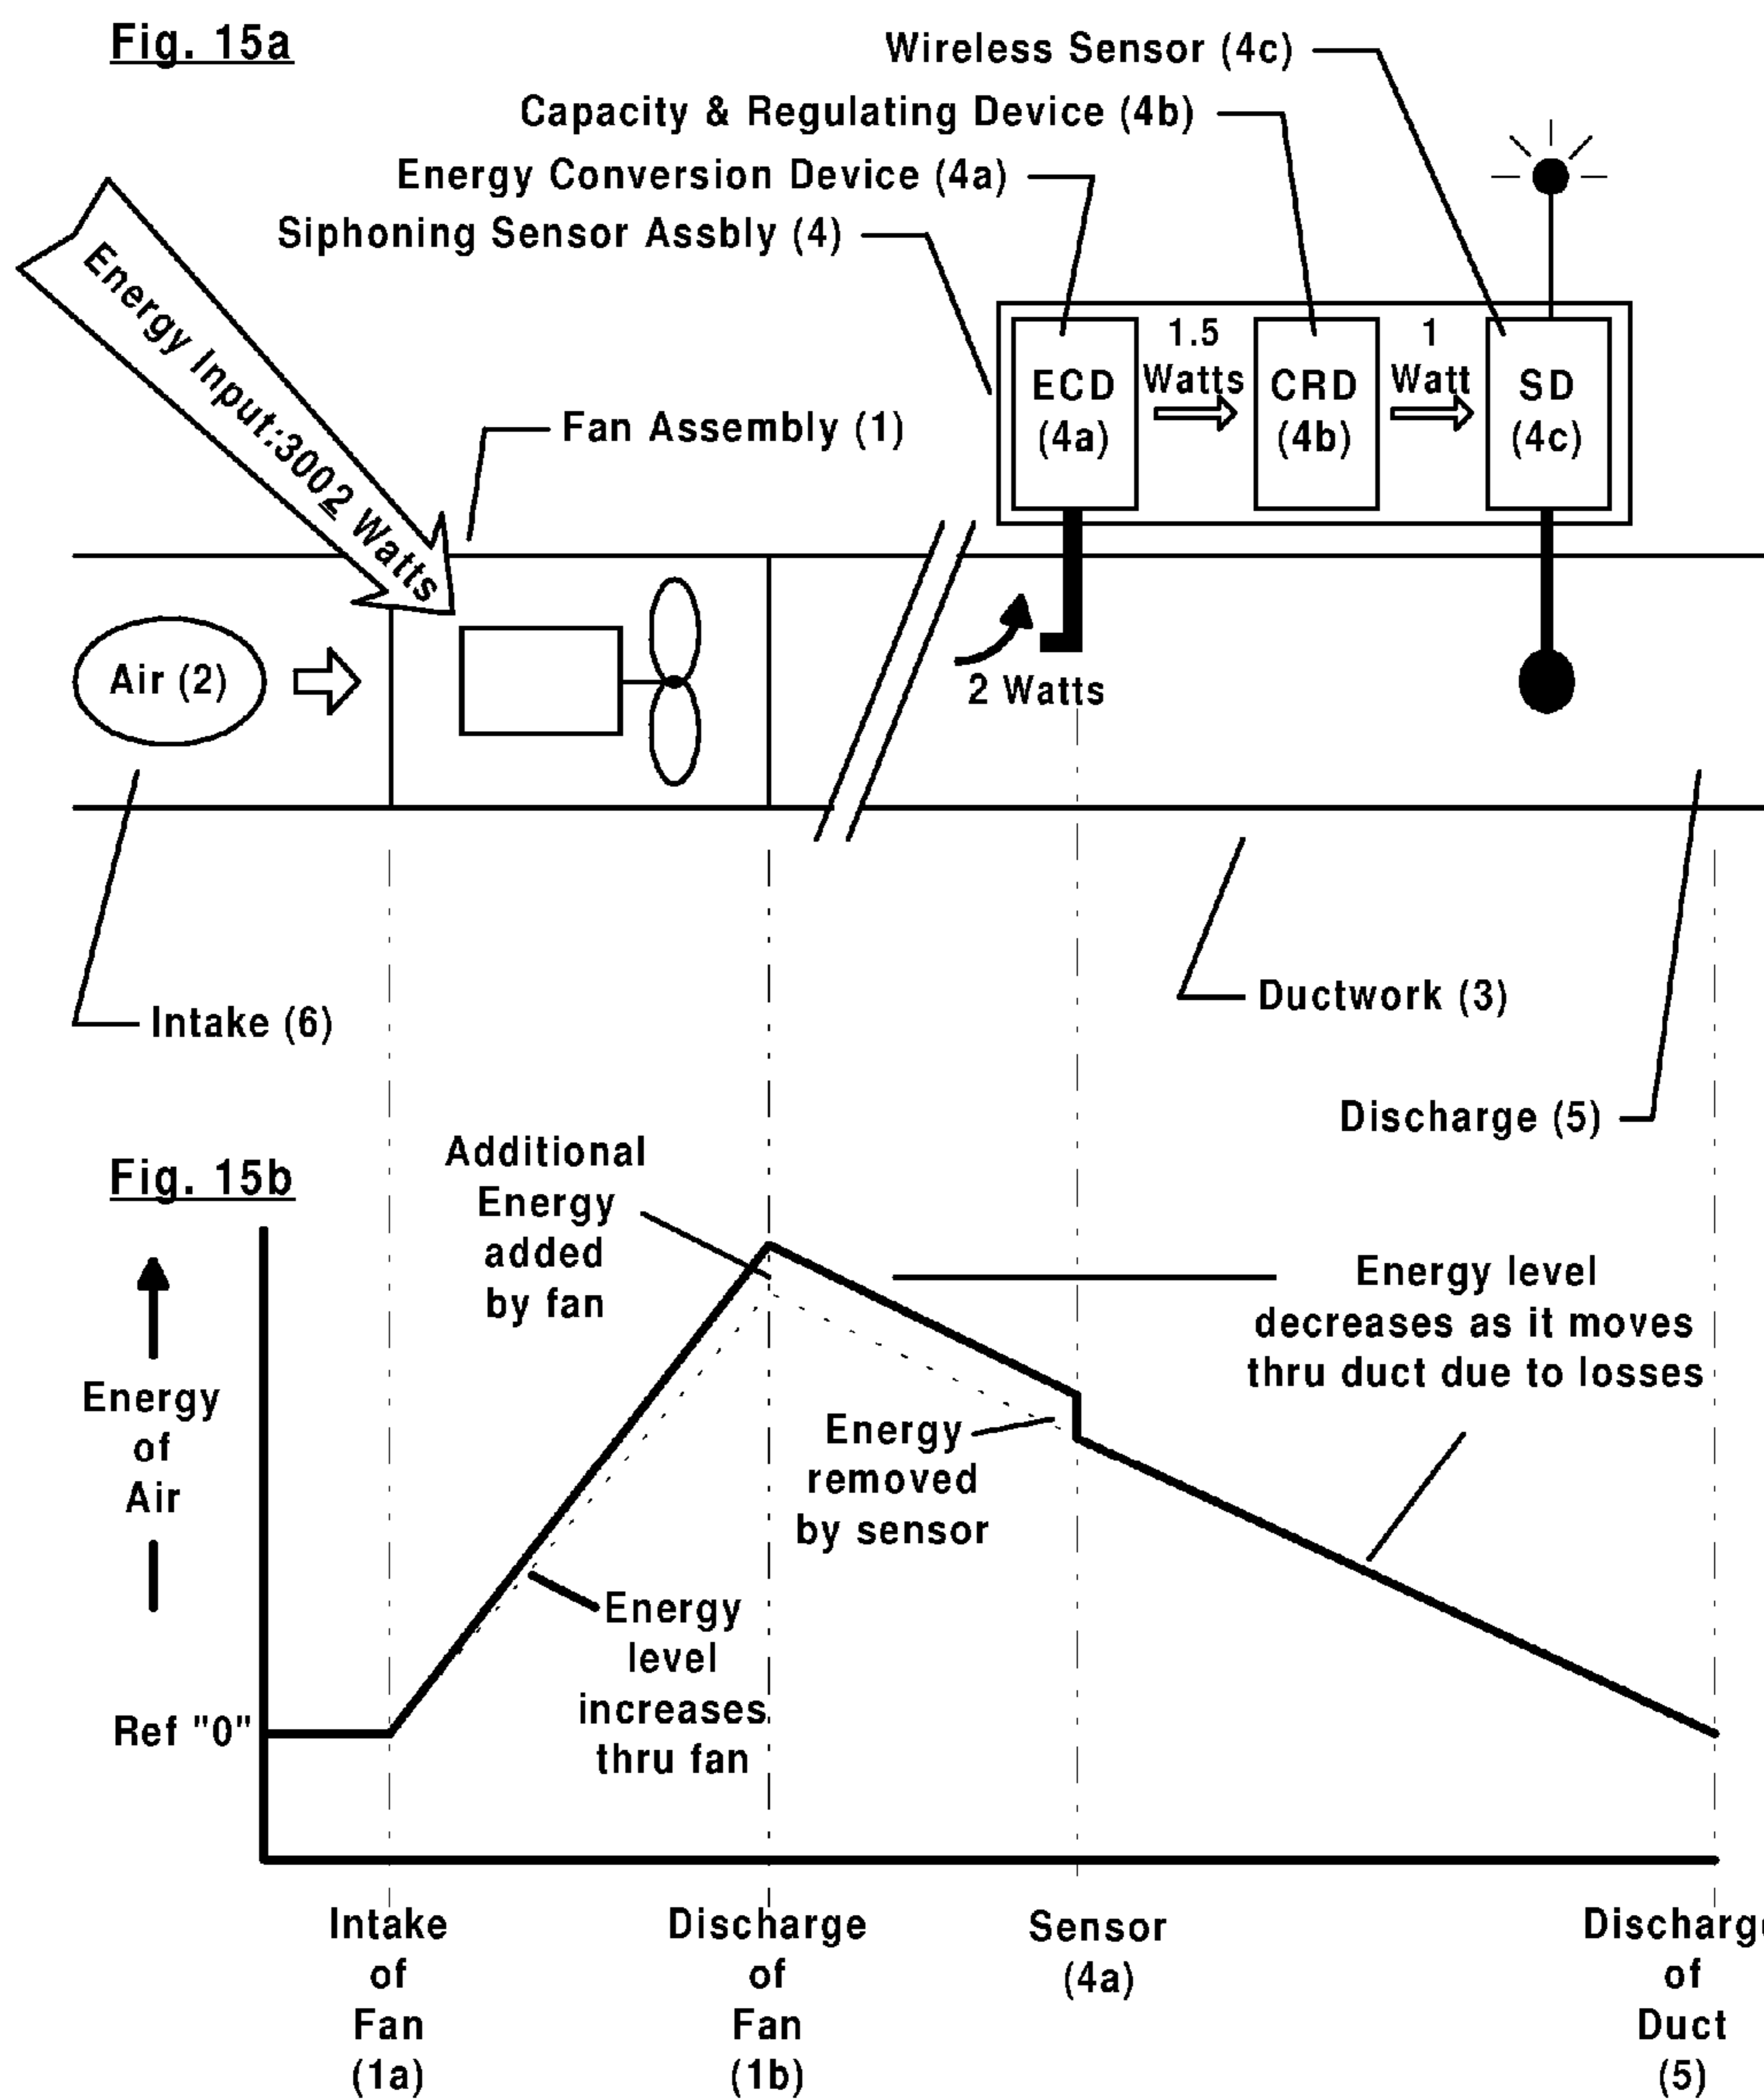 Fig. 15a
Wireless Sensor (4c)
Capacity & Regulating Device (4b)
Energy Conversion Device (4a)
Siphoning Sensor Assbly (4)
Energy Input:3002 Watts
Fan Assembly (1)
ECD
(4a)
1.5
Watts
CRD
(4b)
1
Watt
SD
(4c)
Air (2)
2 Watts
Intake (6)
Ductwork (3)
Discharge (5)
Fig. 15b
Additional
Energy
added
by fan
Energy level
decreases as it moves
thru duct due to losses
Energy
of
Air
Energy
removed
by sensor
Energy
level
increases
thru fan
Ref "0"
Intake
of
Fan
(1a)
Discharge
of
Fan
(1b)
Sensor
(4a)
Discharge
of
Duct
(5)